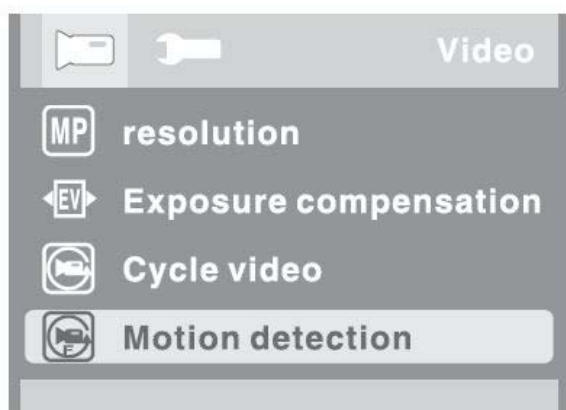 Video
MP resolution
EV Exposure compensation
Cycle video
F Motion detection